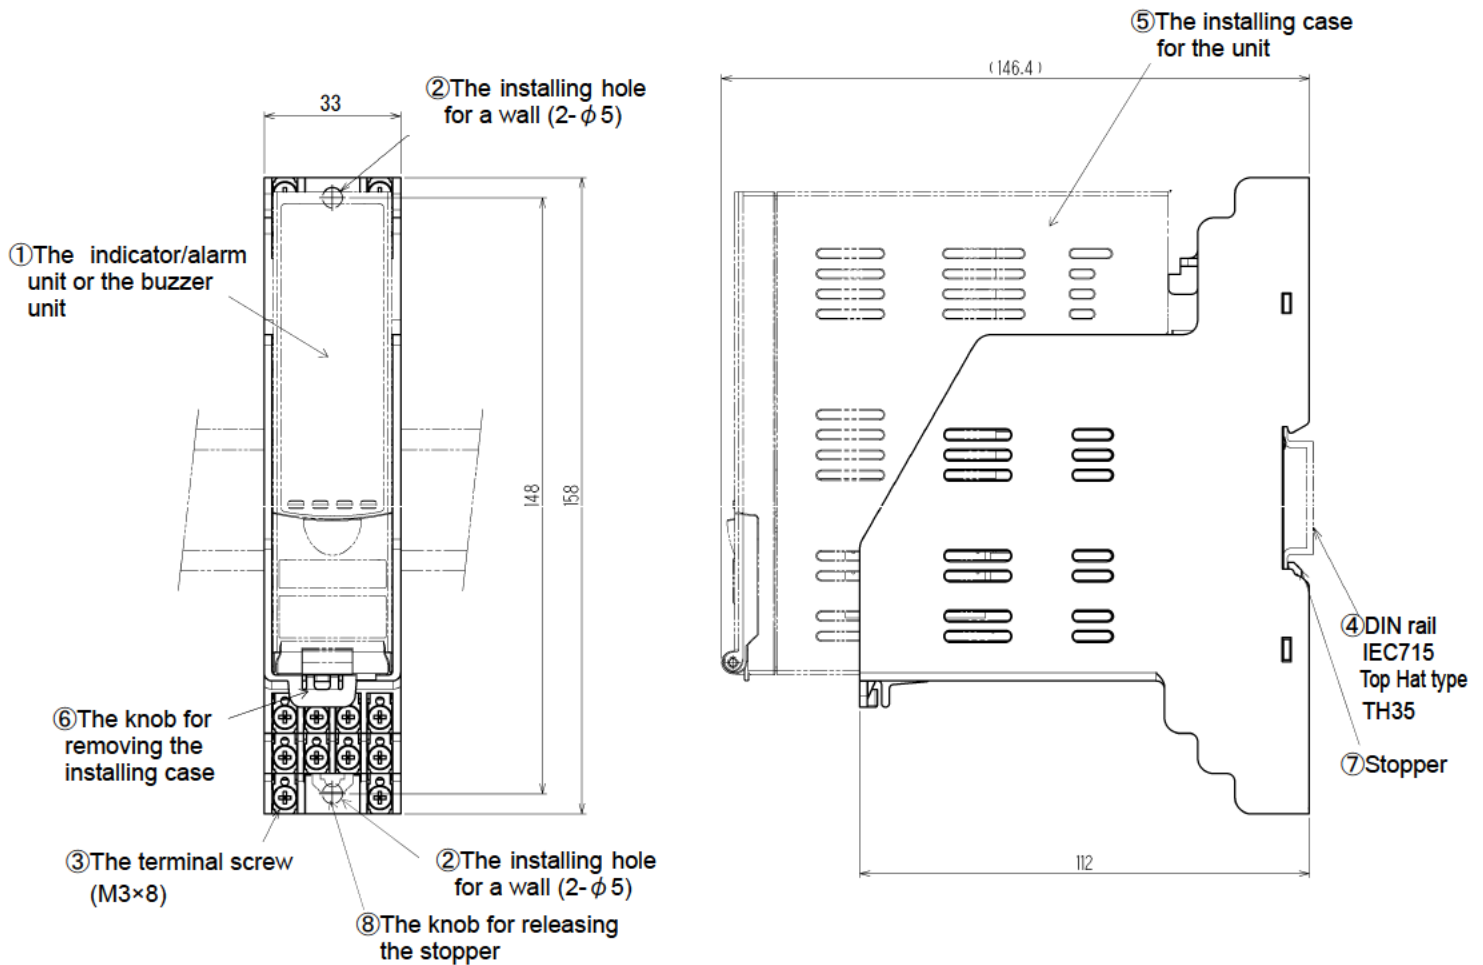 ⑤The installing case
for the unit
(146.4)
②The installing hole
for a wall (2-φ5)
33
①The indicator/alarm
unit or the buzzer
unit
148
158
④DIN rail
IEC715
Top Hat type
TH35
⑥The knob for
removing the
installing case
⑦Stopper
③The terminal screw
(M3×8)
②The installing hole
for a wall (2-φ5)
112
⑧The knob for releasing
the stopper